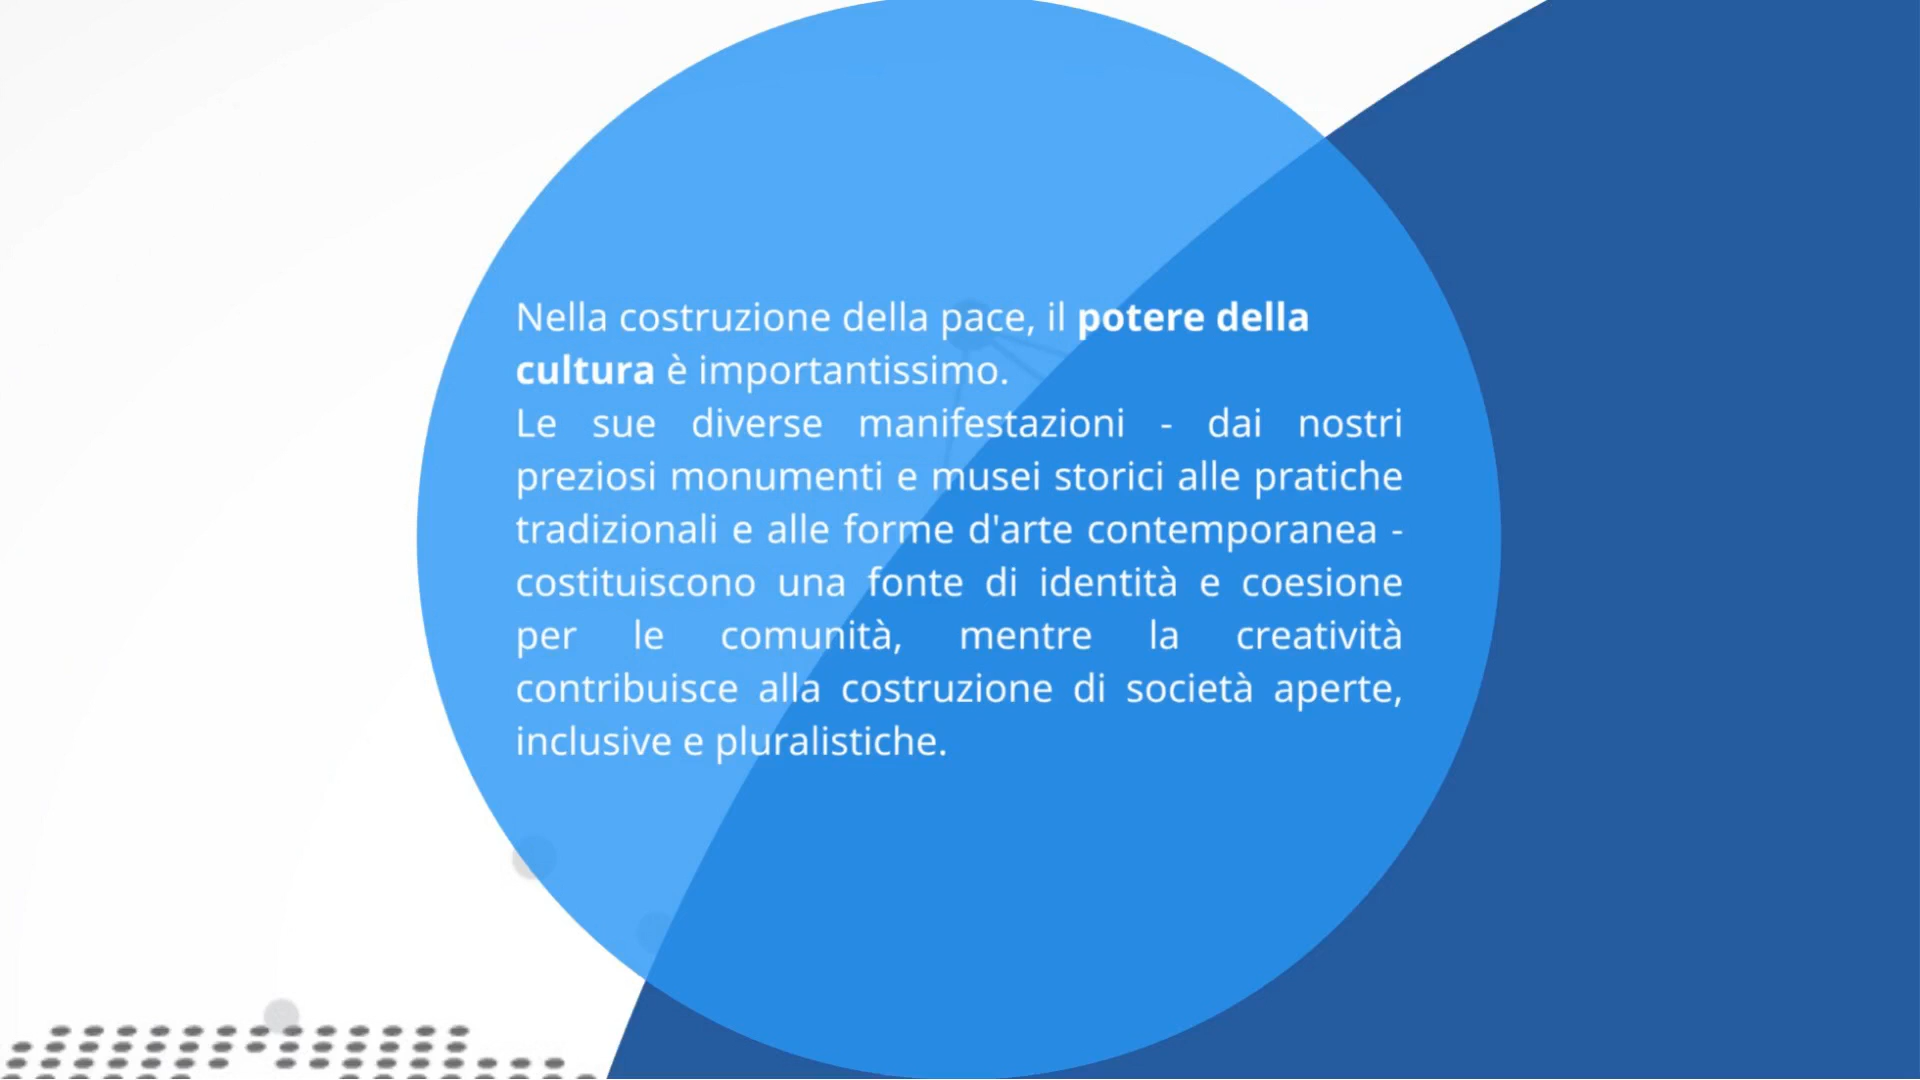 Nella costruzione della pace, il potere della
cultura è importantissimo.
Le sue diverse manifestazioni - dai nostri
preziosi monumenti e musei storici alle pratiche
tradizionali e alle forme d'arte contemporanea -
costituiscono una fonte di identità e coesione
per le comunità, mentre la creatività
contribuisce alla costruzione di società aperte,
inclusive e pluralistiche.